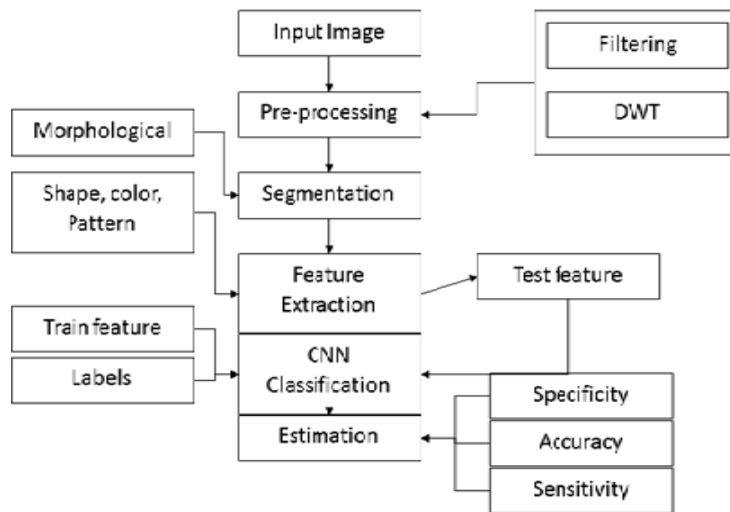 Input Image
Filtering
Pre-processing
DWT
Morphological
Segmentation
Shape, color,
Pattern
Feature
Extraction
Test feature
Train feature
CNN
Classification
Labels
Specificity
Estimation
Accuracy
Sensitivity